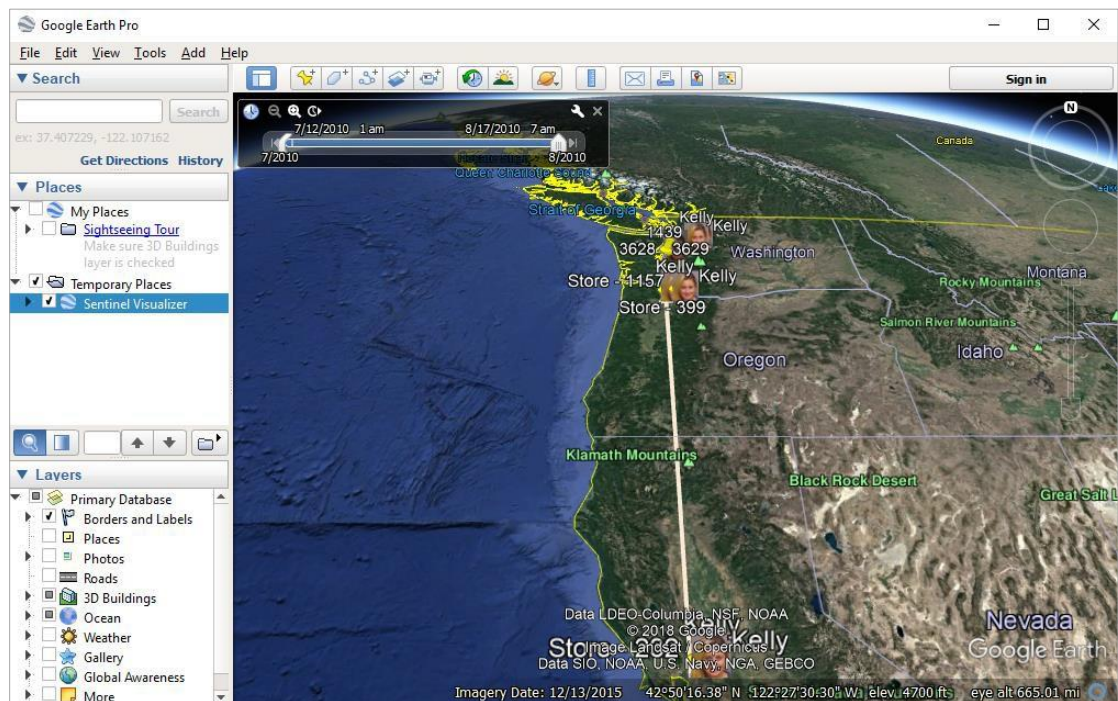 Google Earth Pro
File Edit View Tools Add Help
Search
Search
ex: 37.407229, -122.107162
Get Directions History
Places
My Places
Sightseeing Tour
Make sure 3D Buildings
layer is checked
Temporary Places
Sentinel Visualizer
Layers
Primary Database
Borders and Labels
Places
Photos
Roads
3D Buildings
Ocean
Weather
Gallery
Global Awareness
More
Sign in
7/12/2010 1 am 8/17/2010 7 am
7/2010 8/2010
N
Canada
Queen Charlotte Sound
Strait of Georgia
Kelly
Kelly
1439
3628 3629
Washington
Kelly
Kelly
Store - 1157
Store - 399
Montana
Rocky Mountains
Salmon River Mountains
Idaho
Oregon
Klamath Mountains
Black Rock Desert
Great Salt L
Nevada
Data LDEO-Columbia, NSF, NOAA
© 2018 Google
Kelly
Kelly
Image Landsat / Copernicus
Data SIO, NOAA, U.S. Navy, NGA, GEBCO
Google Earth
Imagery Date: 12/13/2015 42°50'16.38" N 122°27'30.30" W elev 4700 ft eye alt 665.01 mi